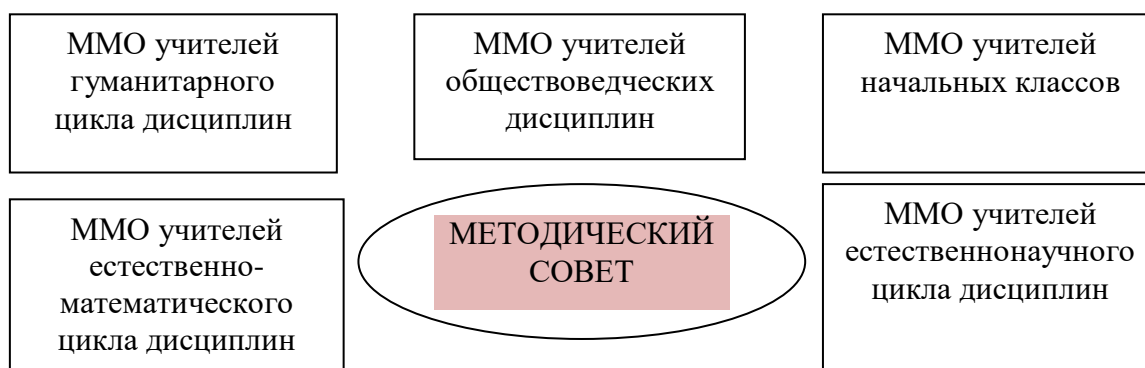 ММО учителей
гуманитарного
цикла дисциплин
ММО учителей
обществоведческих
дисциплин
ММО учителей
начальных классов
ММО учителей
естественно-
математического
цикла дисциплин
МЕТОДИЧЕСКИЙ
СОВЕТ
ММО учителей
естественнонаучного
цикла дисциплин